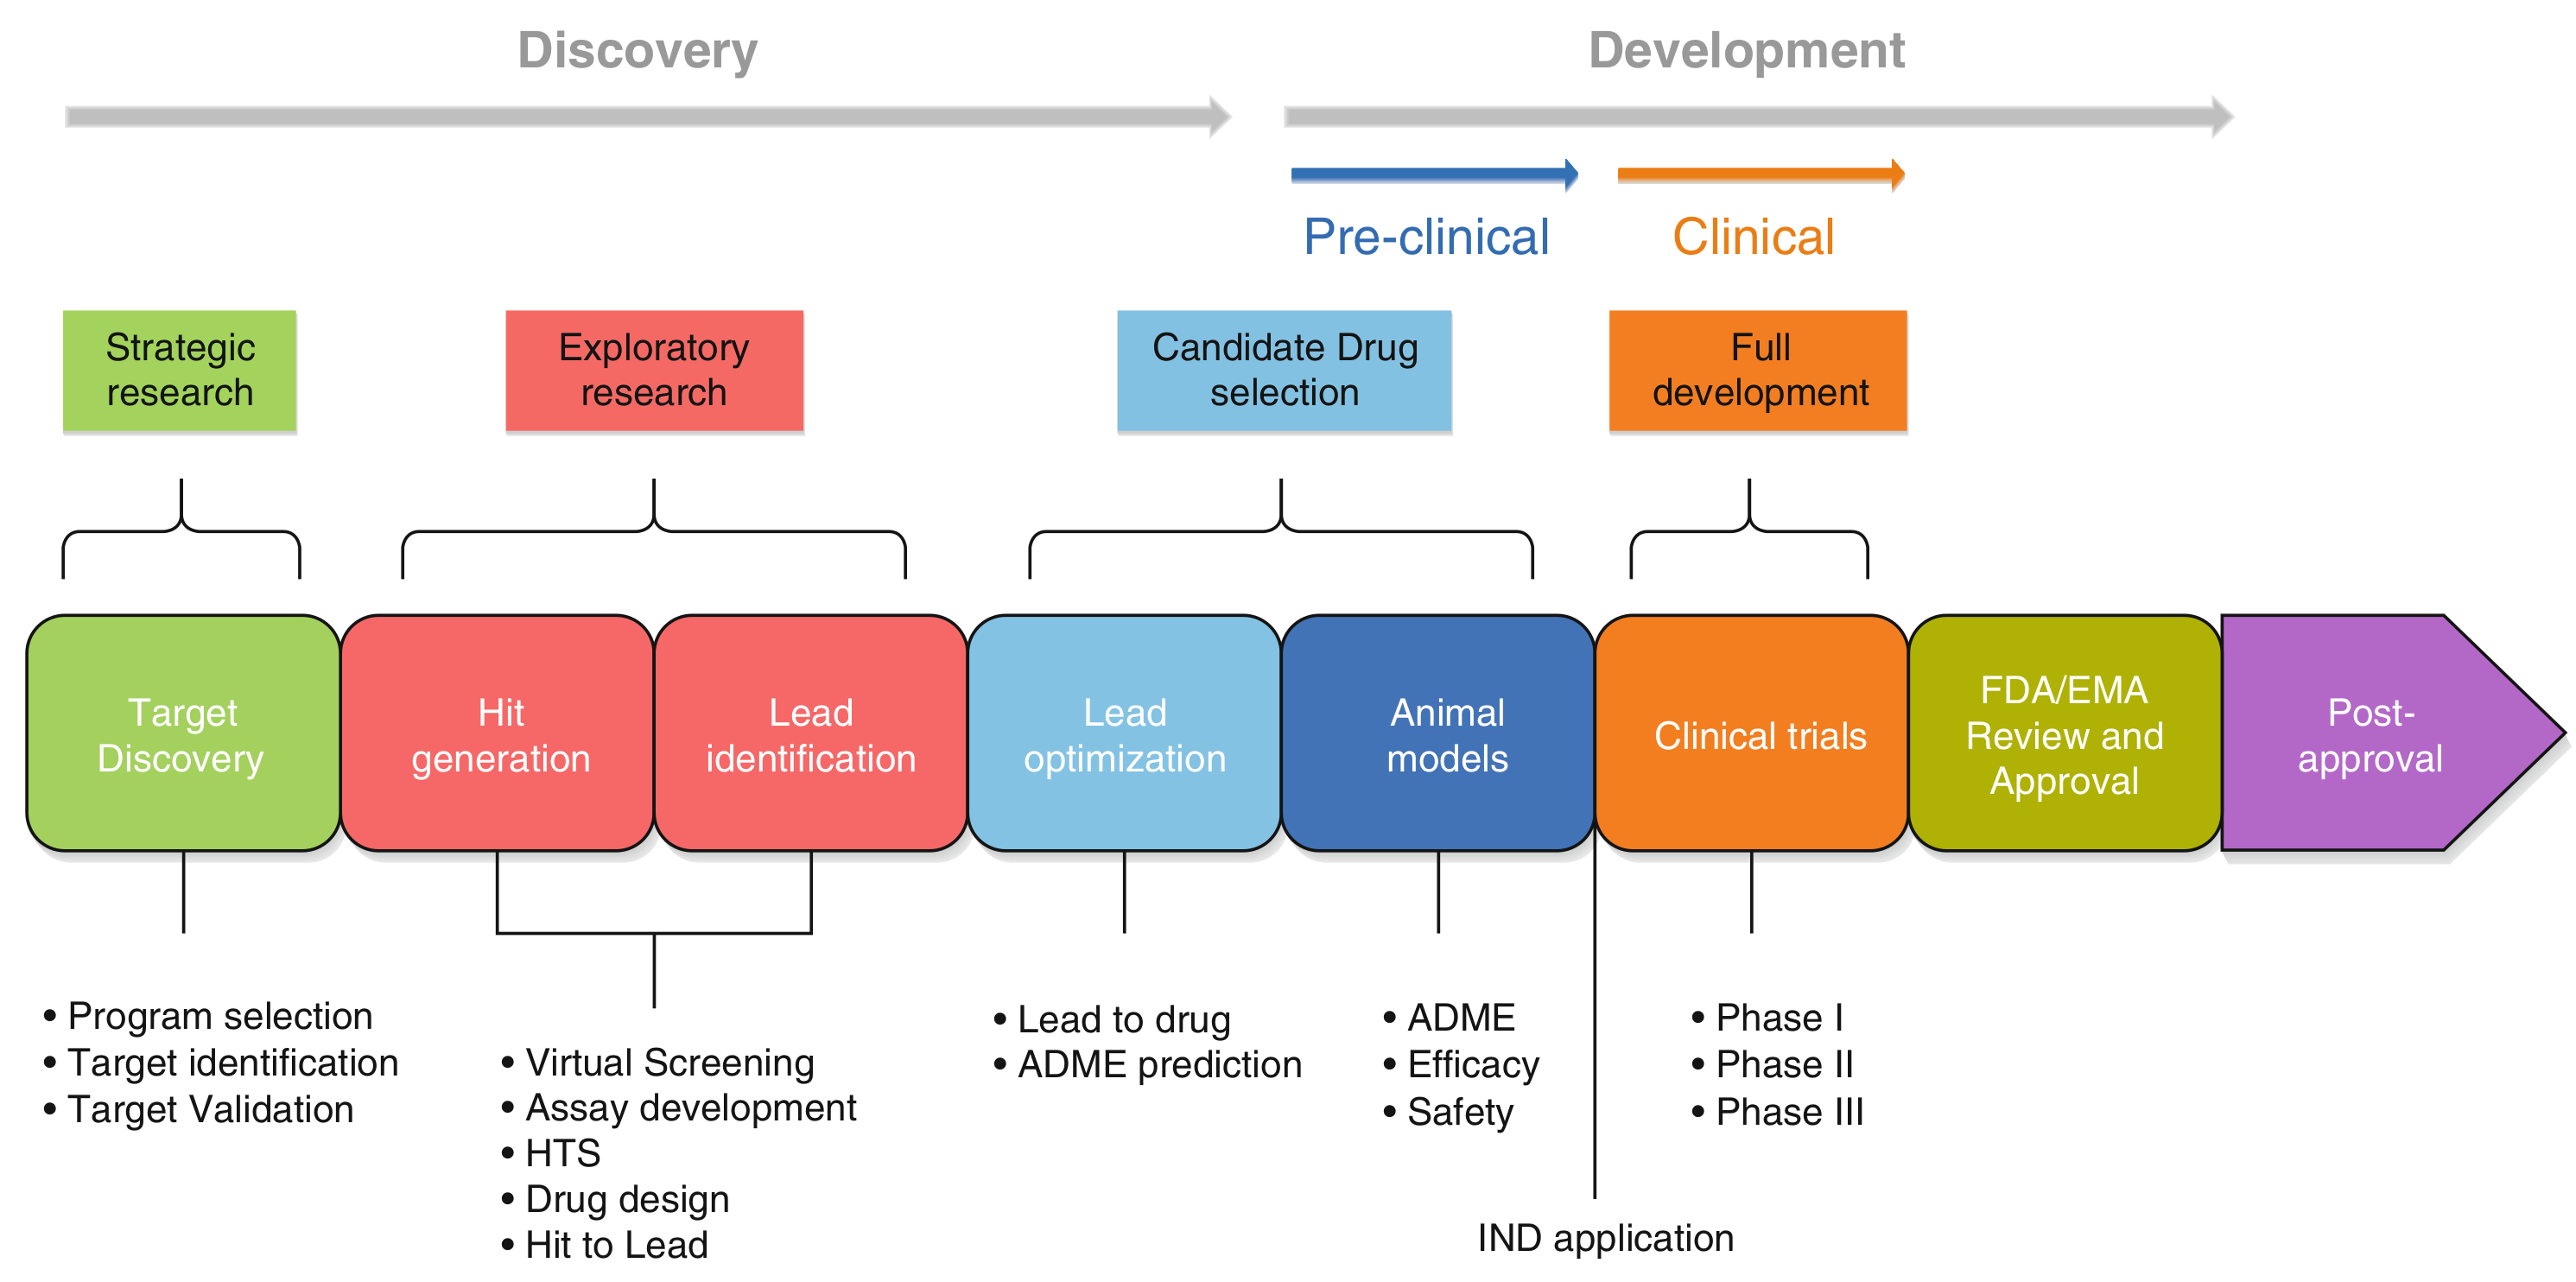 Discovery
Development
Pre-clinical
Clinical
Strategic
research
Exploratory
research
Candidate Drug
selection
Full
development
Target
Discovery
Hit
generation
Lead
identification
Lead
optimization
Animal
models
Clinical trials
FDA/EMA
Review and
Approval
Post-
approval
• Program selection
• Target identification
• Target Validation
• Virtual Screening
• Assay development
• HTS
• Drug design
• Hit to Lead
• Lead to drug
• ADME prediction
• ADME
• Efficacy
• Safety
IND application
• Phase I
• Phase II
• Phase III